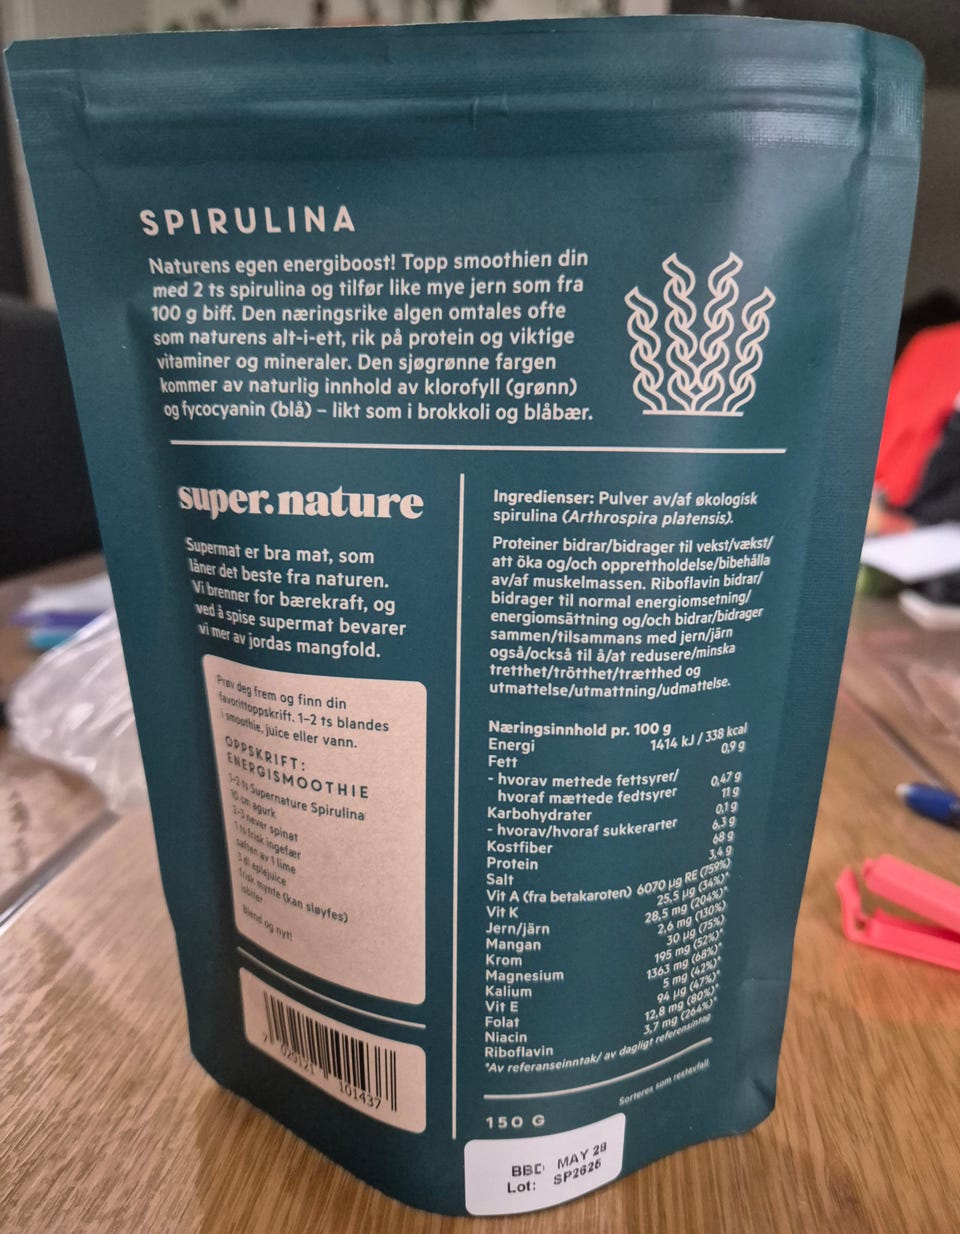 SPIRULINA
Naturens egen energiboost! Topp smoothien din
med 2 ts spirulina og tilfør like mye jern som fra
100 g biff. Den næringsrike algen omtales ofte
som naturens alt-i-ett, rik på protein og viktige
vitaminer og mineraler. Den sjøgrønne fargen
kommer av naturlig innhold av klorofyll (grønn)
og fycocyanin (blå) – likt som i brokkoli og blåbær.
super.nature
Supermat er bra mat, som
låner det beste fra naturen.
Vi brenner for bærekraft, og
ved å spise supermat bevarer
vi mer av jordas mangfold.
Prøv deg frem og finn din
favorittoppskrift. 1–2 ts blandes
i smoothie, juice eller vann.
OPPSKRIFT:
ENERGISMOOTHIE
1-2 ts Supernature Spirulina
10 cm agurk
2-3 never spinat
1 ts frisk ingefær
saften av 1 lime
3 dl eplejuice
frisk mynte (kan sløyfes)
isbiter
Blend og nyt!
7 029121 101437
Ingredienser: Pulver av/af økologisk
spirulina (Arthrospira platensis).
Proteiner bidrar/bidrager til vekst/vækst/
att öka og/och opprettholdelse/bibehålla
av/af muskelmassen. Riboflavin bidrar/
bidrager til normal energiomsetning/
energiomsättning og/och bidrar/bidrager
sammen/tilsammans med jern/järn
også/också til å/at redusere/minska
tretthet/trötthet/trætthed og
utmattelse/utmattning/udmattelse.
Næringsinnhold pr. 100 g
Energi 1414 kJ / 338 kcal
Fett 0,9 g
- hvorav mettede fettsyrer/
hvoraf mættede fedtsyrer 0,47 g
Karbohydrater 11 g
- hvorav/hvoraf sukkerarter 0,1 g
Kostfiber 6,3 g
Protein 68 g
Salt 3,4 g
Vit A (fra betakaroten) 6070 µg RE (759%)
Vit K 25,5 µg (34%)*
Jern/järn 28,5 mg (204%)*
Mangan 2,6 mg (130%)
Krom 30 µg (75%)
Magnesium 195 mg (52%)*
Kalium 1363 mg (68%)*
Vit E 5 mg (42%)*
Folat 94 µg (47%)*
Niacin 12,8 mg (80%)*
Riboflavin 3,7 mg (264%)*
*Av referanseinntak/ av dagligt referensintag
Sorteres som restavfall
150 G
BBD: MAY 28
Lot: SP2626